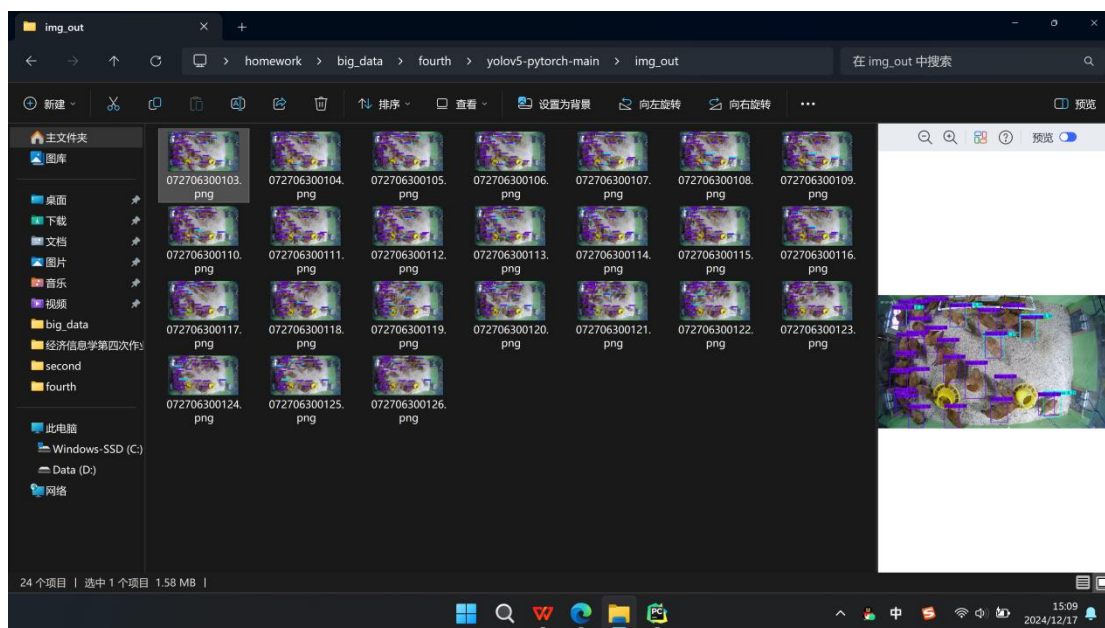 img_out
homework > big_data > fourth > yolov5-pytorch-main > img_out
在 img_out 中搜索
新建
排序
查看
设置为背景
向左旋转
向右旋转
预览
主文件夹
图库
桌面
下载
文档
图片
音乐
视频
big_data
经济信息学第四次作业
second
fourth
此电脑
Windows-SSD (C:)
Data (D:)
网络
072706300103.png
072706300104.png
072706300105.png
072706300106.png
072706300107.png
072706300108.png
072706300109.png
072706300110.png
072706300111.png
072706300112.png
072706300113.png
072706300114.png
072706300115.png
072706300116.png
072706300117.png
072706300118.png
072706300119.png
072706300120.png
072706300121.png
072706300122.png
072706300123.png
072706300124.png
072706300125.png
072706300126.png
预览
24 个项目 | 选中 1 个项目 1.58 MB |
中
15:09
2024/12/17